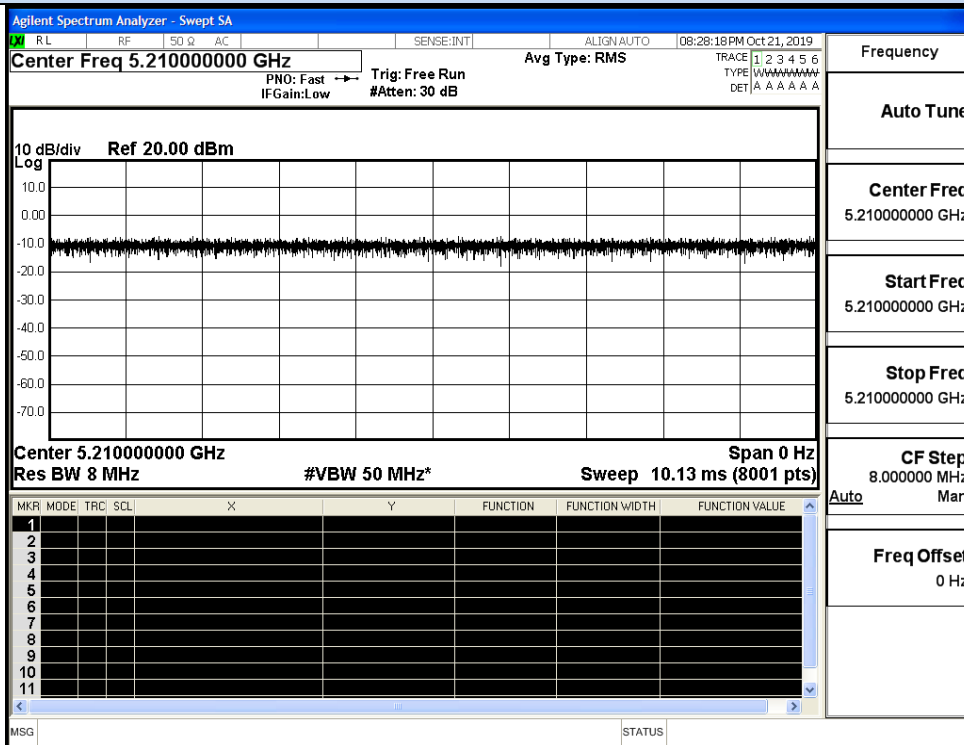 Agilent Spectrum Analyzer - Swept SA
LXI RL RF 50 Ω AC SENSE:INT ALIGN AUTO 08:28:18 PM Oct 21, 2019
Center Freq 5.210000000 GHz
PNO: Fast
IFGain:Low
Trig: Free Run
#Atten: 30 dB
Avg Type: RMS
TRACE 1 2 3 4 5 6
TYPE WWWWWW
DET A A A A A A
10 dB/div Ref 20.00 dBm
Log
10.0
0.00
-10.0
-20.0
-30.0
-40.0
-50.0
-60.0
-70.0
Center 5.210000000 GHz Span 0 Hz
Res BW 8 MHz #VBW 50 MHz* Sweep 10.13 ms (8001 pts)
MKR MODE TRC SCL X Y FUNCTION FUNCTION WIDTH FUNCTION VALUE
1
2
3
4
5
6
7
8
9
10
11
MSG STATUS
Frequency
Auto Tune
Center Freq
5.210000000 GHz
Start Freq
5.210000000 GHz
Stop Freq
5.210000000 GHz
CF Step
8.000000 MHz
Auto Man
Freq Offset
0 Hz